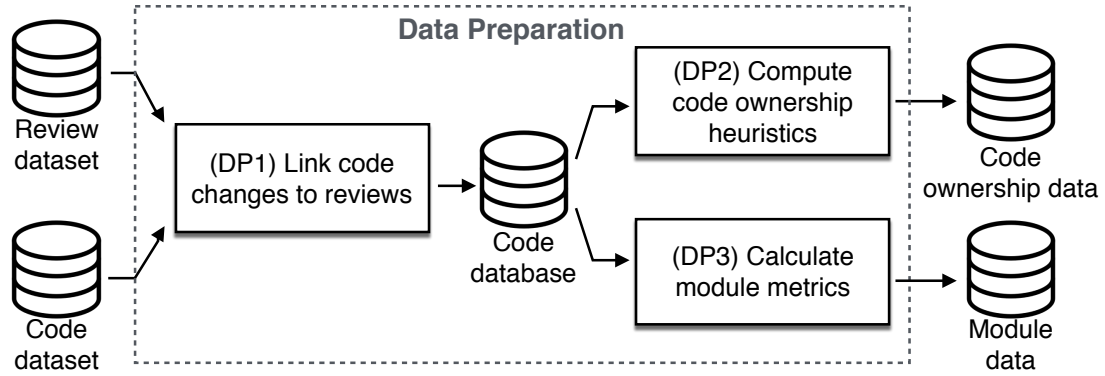 Data Preparation
Review
dataset
Code
dataset
(DP1) Link code
changes to reviews
Code
database
(DP2) Compute
code ownership
heuristics
(DP3) Calculate
module metrics
Code
ownership data
Module
data